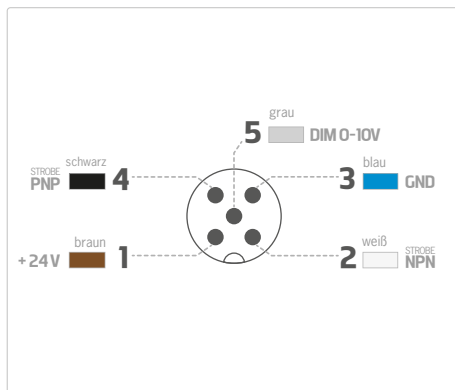 grau
5 DIM 0-10V
schwarz
STROBE
PNP 4
blau
3 GND
braun
+24V 1
weiß
2 STROBE
NPN